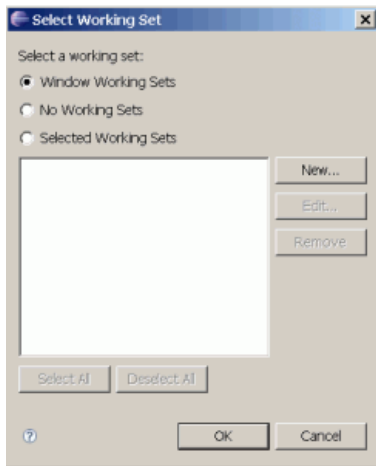 Select Working Set
Select a working set:
Window Working Sets
No Working Sets
Selected Working Sets
New...
Edit...
Remove
Select All
Deselect All
?
OK
Cancel